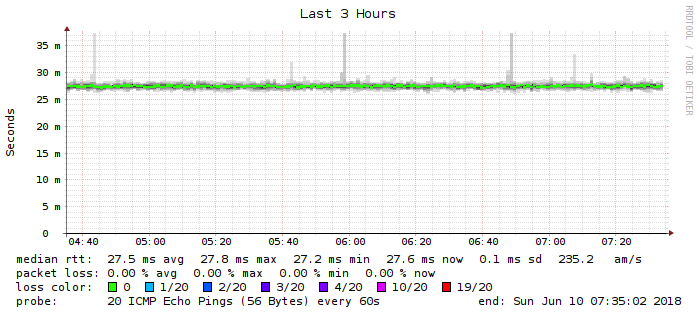 Last 3 Hours
RRDTOOL / TOBI OETIKER
Seconds
35 m
30 m
25 m
20 m
15 m
10 m
5 m
0
04:40 05:00 05:20 05:40 06:00 06:20 06:40 07:00 07:20
median rtt: 27.5 ms avg 27.8 ms max 27.2 ms min 27.6 ms now 0.1 ms sd 235.2 am/s
packet loss: 0.00 % avg 0.00 % max 0.00 % min 0.00 % now
loss color: 0 1/20 2/20 3/20 4/20 10/20 19/20
probe: 20 ICMP Echo Pings (56 Bytes) every 60s end: Sun Jun 10 07:35:02 2018